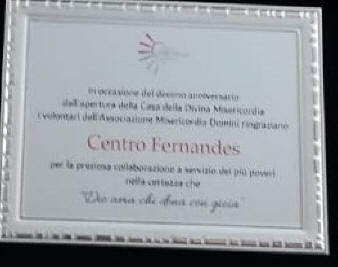 In occasione del decimo anniversario
dall'apertura della Casa della Divina Misericordia
i volontari dell'Associazione Misericordia Domini ringraziano
Centro Fernandes
per la preziosa collaborazione a servizio dei più poveri
nella certezza che
"Dio ama chi dona con gioia"